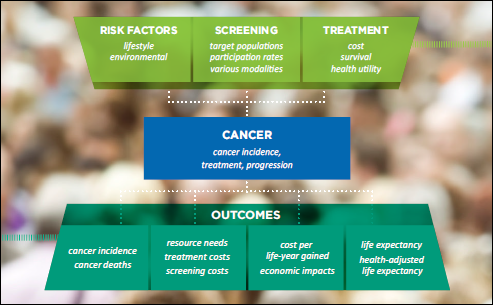 RISK FACTORS
lifestyle
environmental
SCREENING
target populations
participation rates
various modalities
TREATMENT
cost
survival
health utility
CANCER
cancer incidence,
treatment, progression
OUTCOMES
cancer incidence
cancer deaths
resource needs
treatment costs
screening costs
cost per
life-year gained
economic impacts
life expectancy
health-adjusted
life expectancy